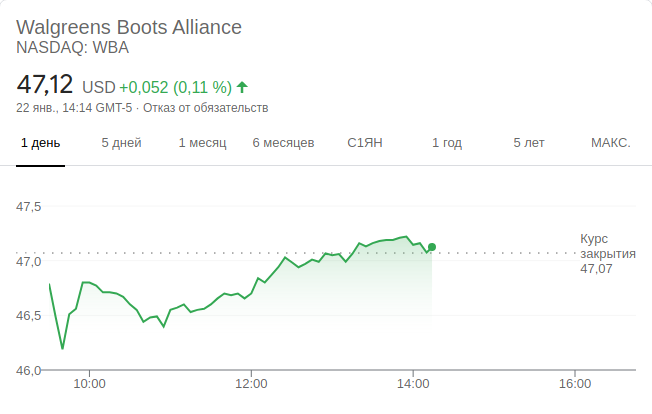 Walgreens Boots Alliance
NASDAQ: WBA
47,12 USD +0,052 (0,11 %)
22 янв., 14:14 GMT-5 · Отказ от обязательств
1 день 5 дней 1 месяц 6 месяцев С1ЯН 1 год 5 лет МАКС.
47,5
47,0
46,5
46,0
Курс
закрытия
47,07
10:00 12:00 14:00 16:00